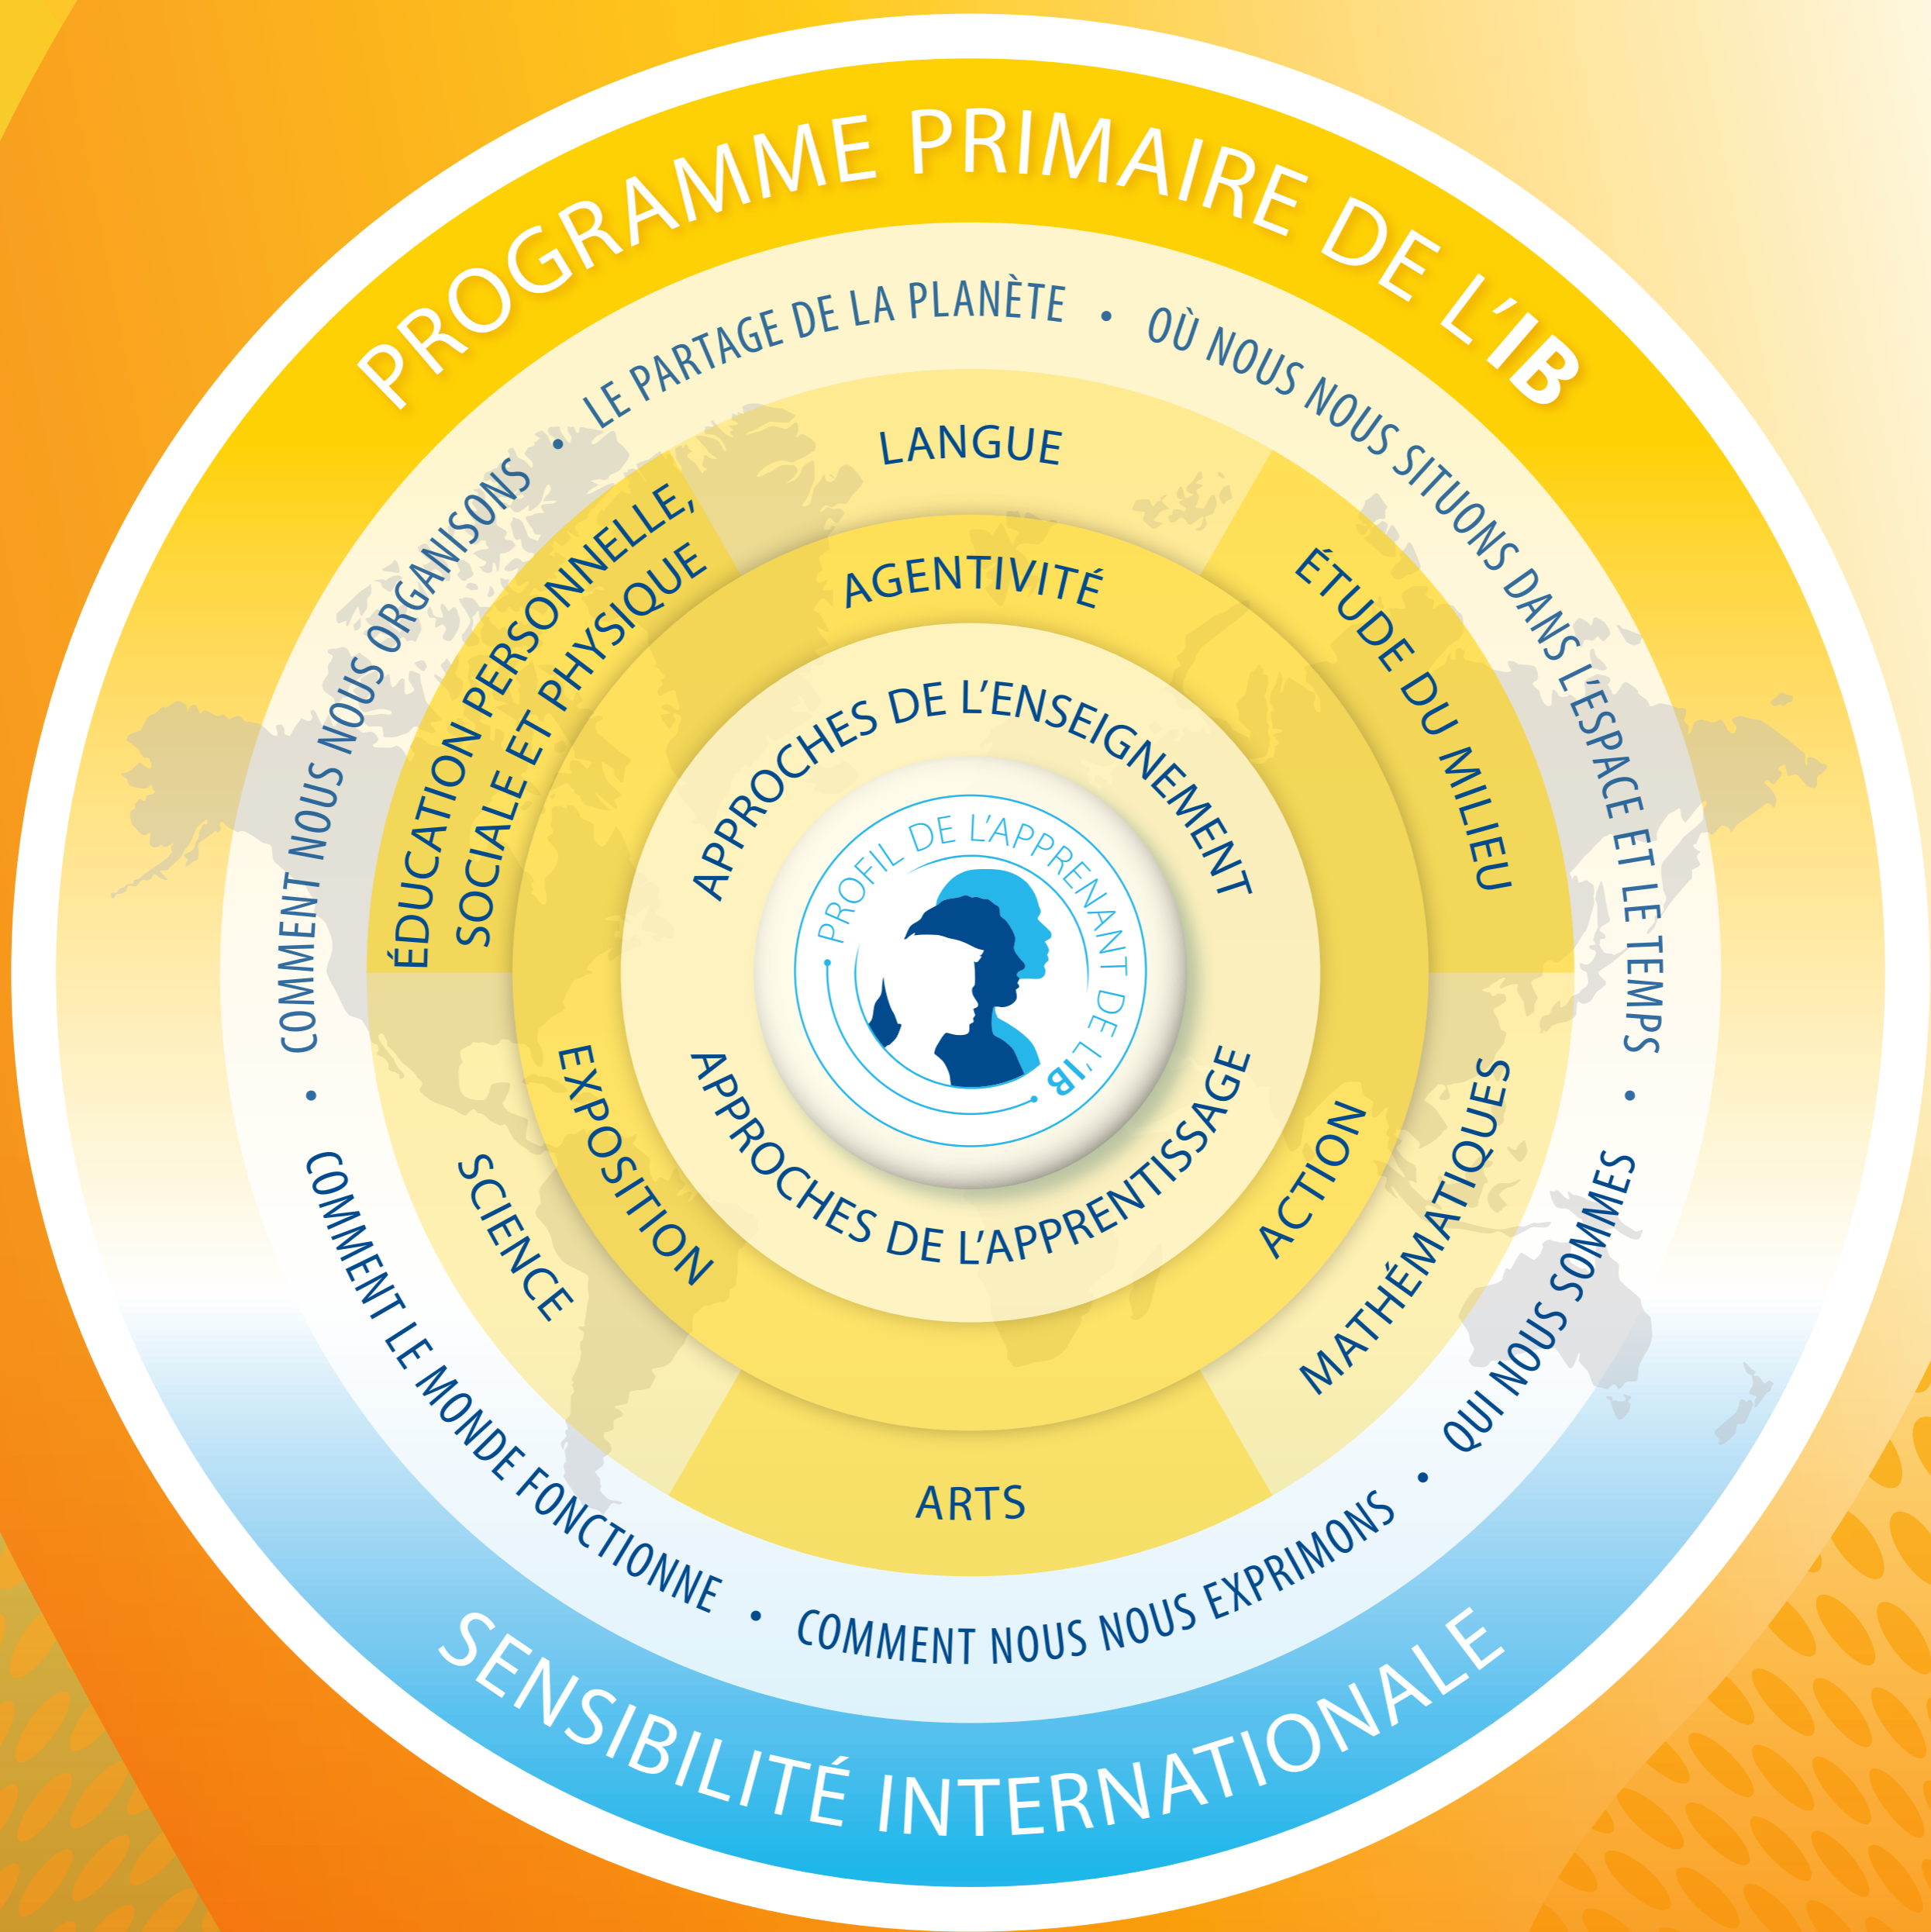 PROGRAMME PRIMAIRE DE L'IB
LE PARTAGE DE LA PLANÈTE • OÙ NOUS NOUS SITUONS DANS L'ESPACE ET LE TEMPS •
QUI NOUS SOMMES •
COMMENT NOUS NOUS EXPRIMONS •
COMMENT LE MONDE FONCTIONNE •
COMMENT NOUS NOUS ORGANISONS •
LANGUE
ÉTUDE DU MILIEU
MATHÉMATIQUES
ARTS
SCIENCE
ÉDUCATION PERSONNELLE,
SOCIALE ET PHYSIQUE
AGENTIVITÉ
ACTION
EXPOSITION
APPROCHES DE L'ENSEIGNEMENT
APPROCHES DE L'APPRENTISSAGE
PROFIL DE L'APPRENANT DE L'IB
SENSIBILITÉ INTERNATIONALE